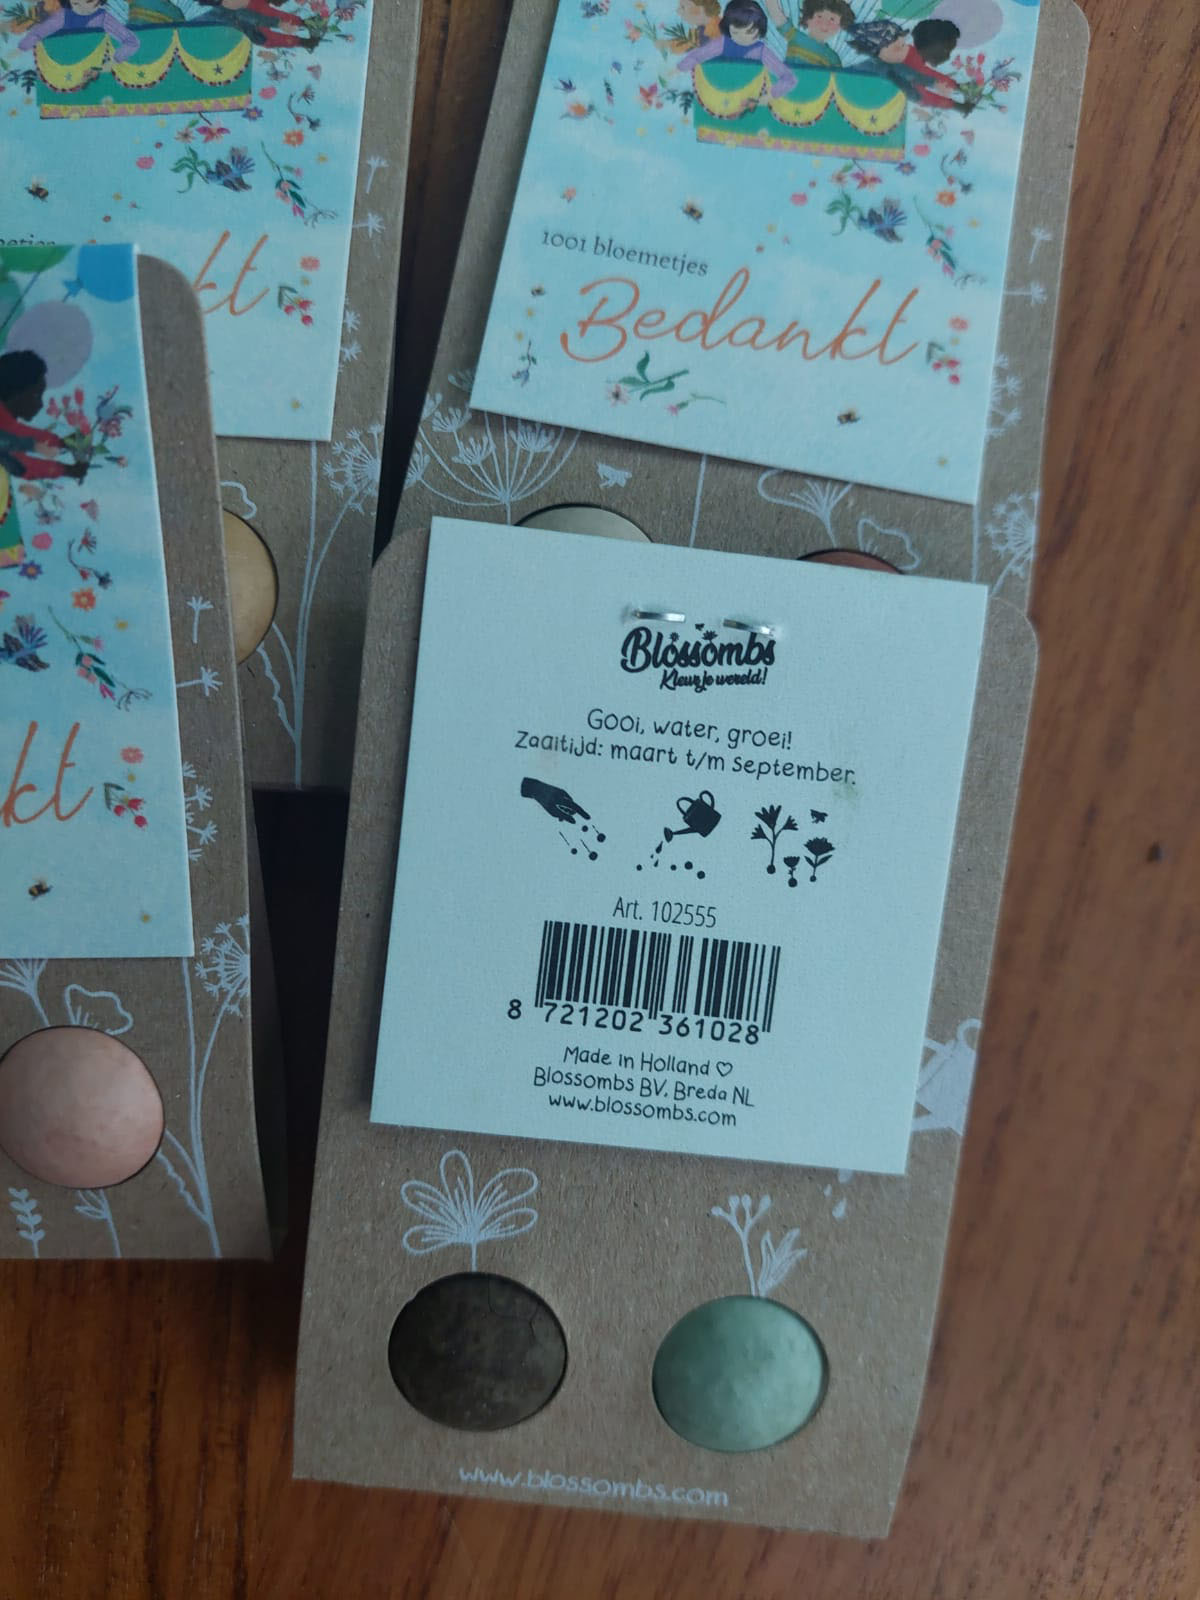 1001 bloemetjes
Bedankt
kt
kt
Blossombs
Kleur je wereld!
Gooi, water, groei!
Zaaitijd: maart t/m september.
Art. 102555
8 721202 361028
Made in Holland ♡
Blossombs BV. Breda NL
www.blossombs.com
www.blossombs.com